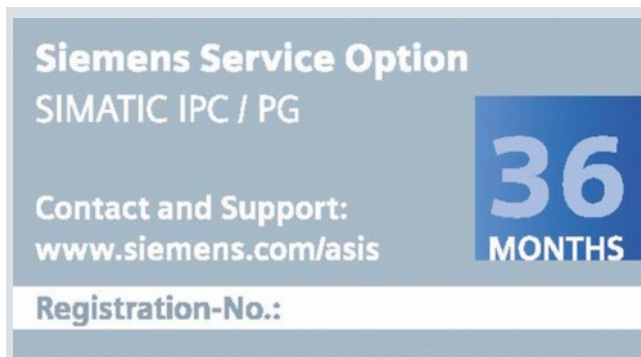 Siemens Service Option
SIMATIC IPC / PG
36
MONTHS
Contact and Support:
www.siemens.com/asis
Registration-No.: